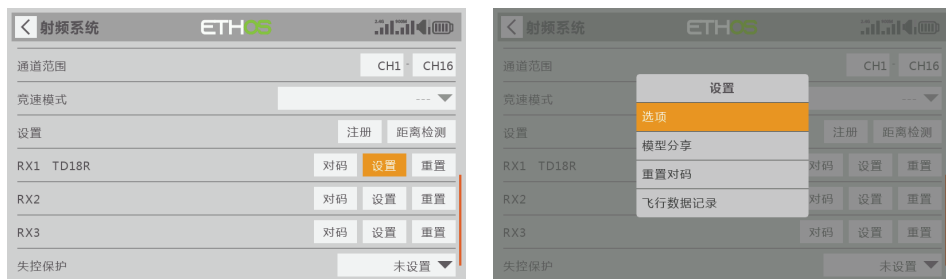 射频系统 ETHOS
通道范围 CH1 - CH16
竞速模式 ---
设置 注册 距离检测
RX1 TD18R 对码 设置 重置
RX2 对码 设置 重置
RX3 对码 设置 重置
失控保护 未设置
射频系统 ETHOS
通道范围 CH1 - CH16
设置
竞速模式 ---
选项
设置 注册 距离检测
模型分享
RX1 TD18R 对码 设置 重置
重置对码
RX2 对码 设置 重置
飞行数据记录
RX3 对码 设置 重置
失控保护 未设置